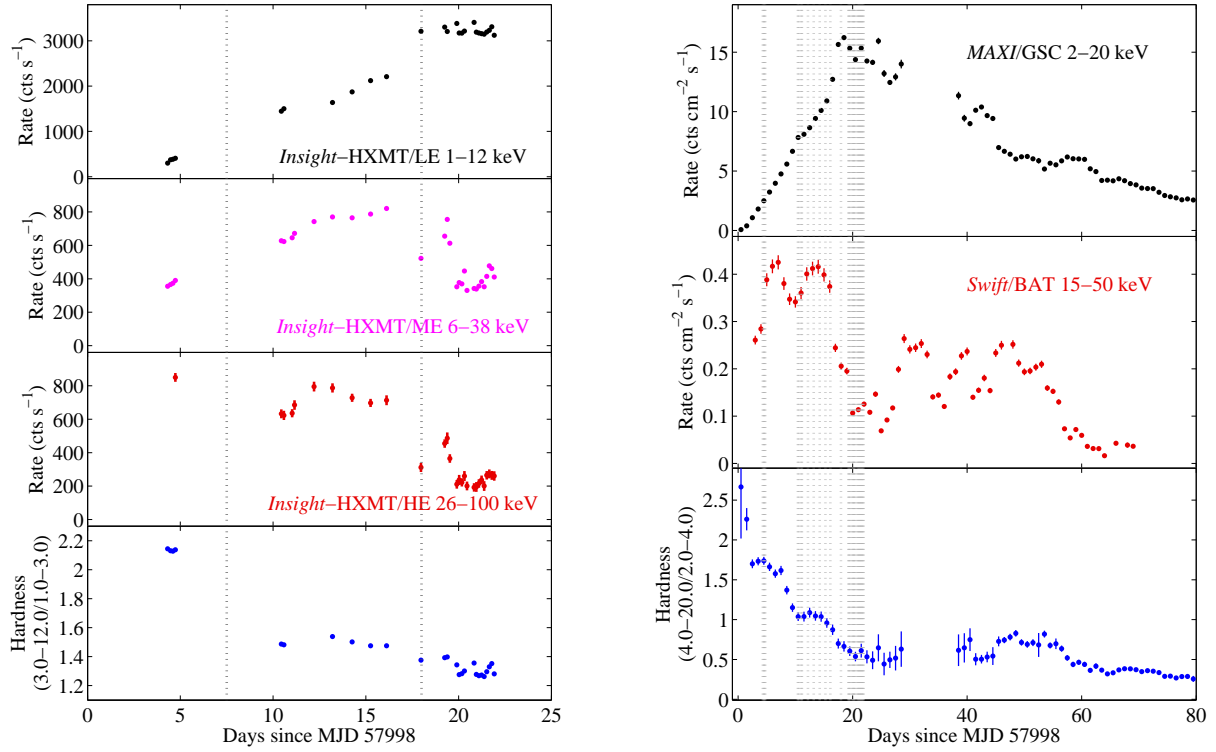 3000
2000
1000
0
Rate (cts s⁻¹)
Insight–HXMT/LE 1–12 keV
800
600
400
200
0
Rate (cts s⁻¹)
Insight–HXMT/ME 6–38 keV
800
600
400
200
0
Rate (cts s⁻¹)
Insight–HXMT/HE 26–100 keV
2.2
2.0
1.8
1.6
1.4
1.2
Hardness
(3.0–12.0/1.0–3.0)
0 5 10 15 20 25
Days since MJD 57998
15
10
5
0
Rate (cts cm⁻² s⁻¹)
MAXI/GSC 2–20 keV
0.4
0.3
0.2
0.1
0
Rate (cts cm⁻² s⁻¹)
Swift/BAT 15–50 keV
2.5
2
1.5
1
0.5
0
Hardness
(4.0–20.0/2.0–4.0)
0 20 40 60 80
Days since MJD 57998